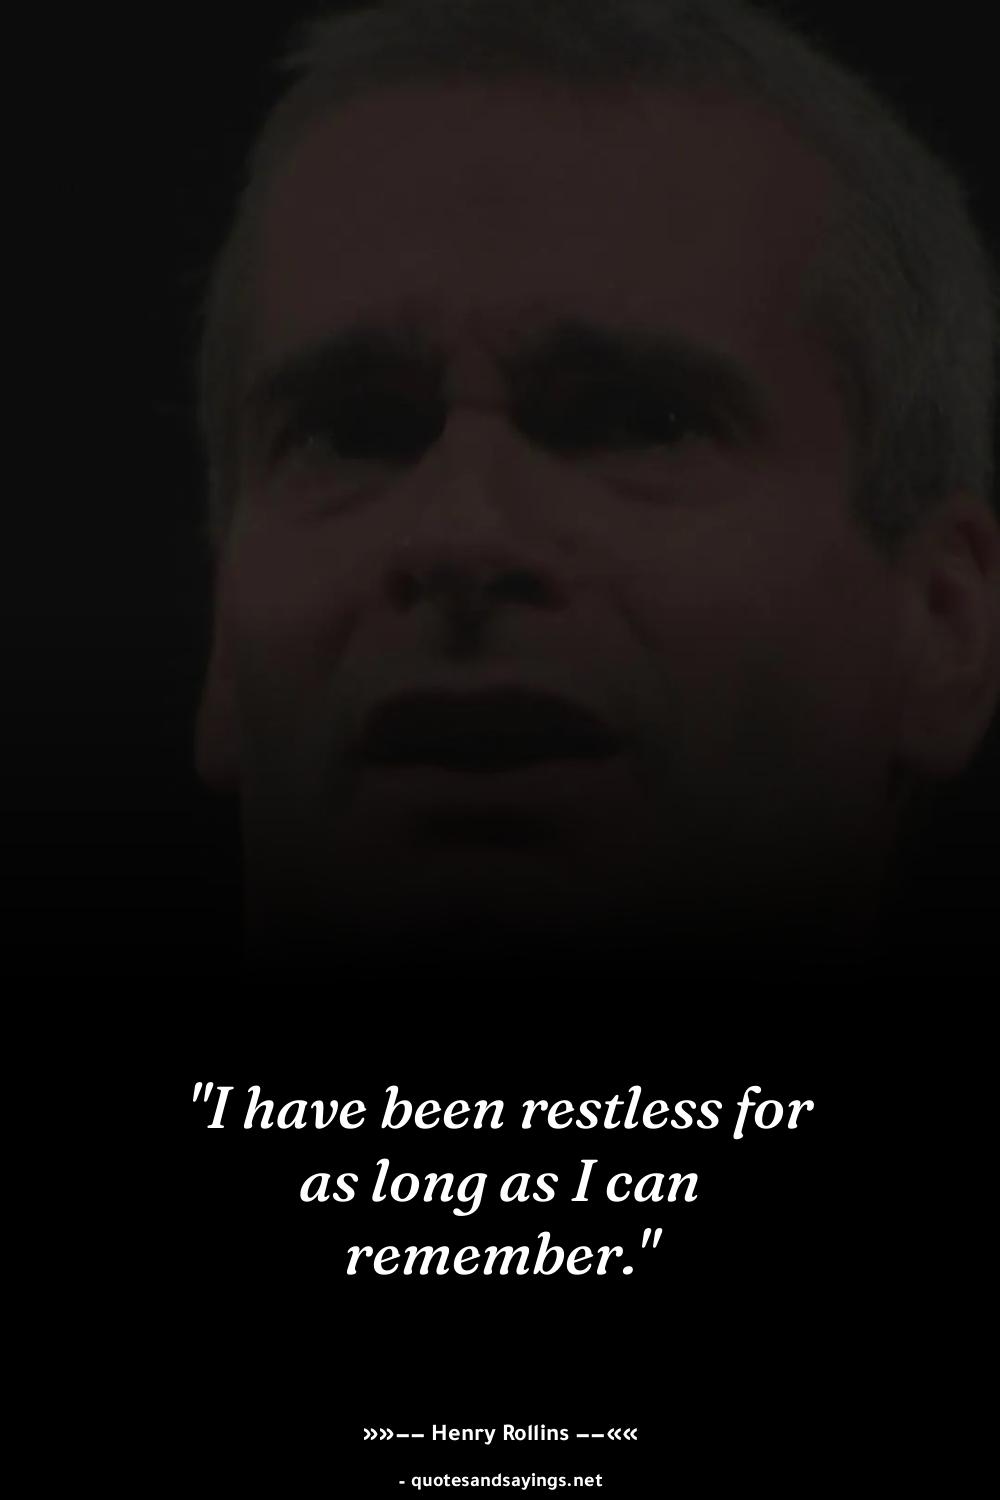 "I have been restless for
as long as I can
remember."
»»–– Henry Rollins ––««
- quotesandsayings.net